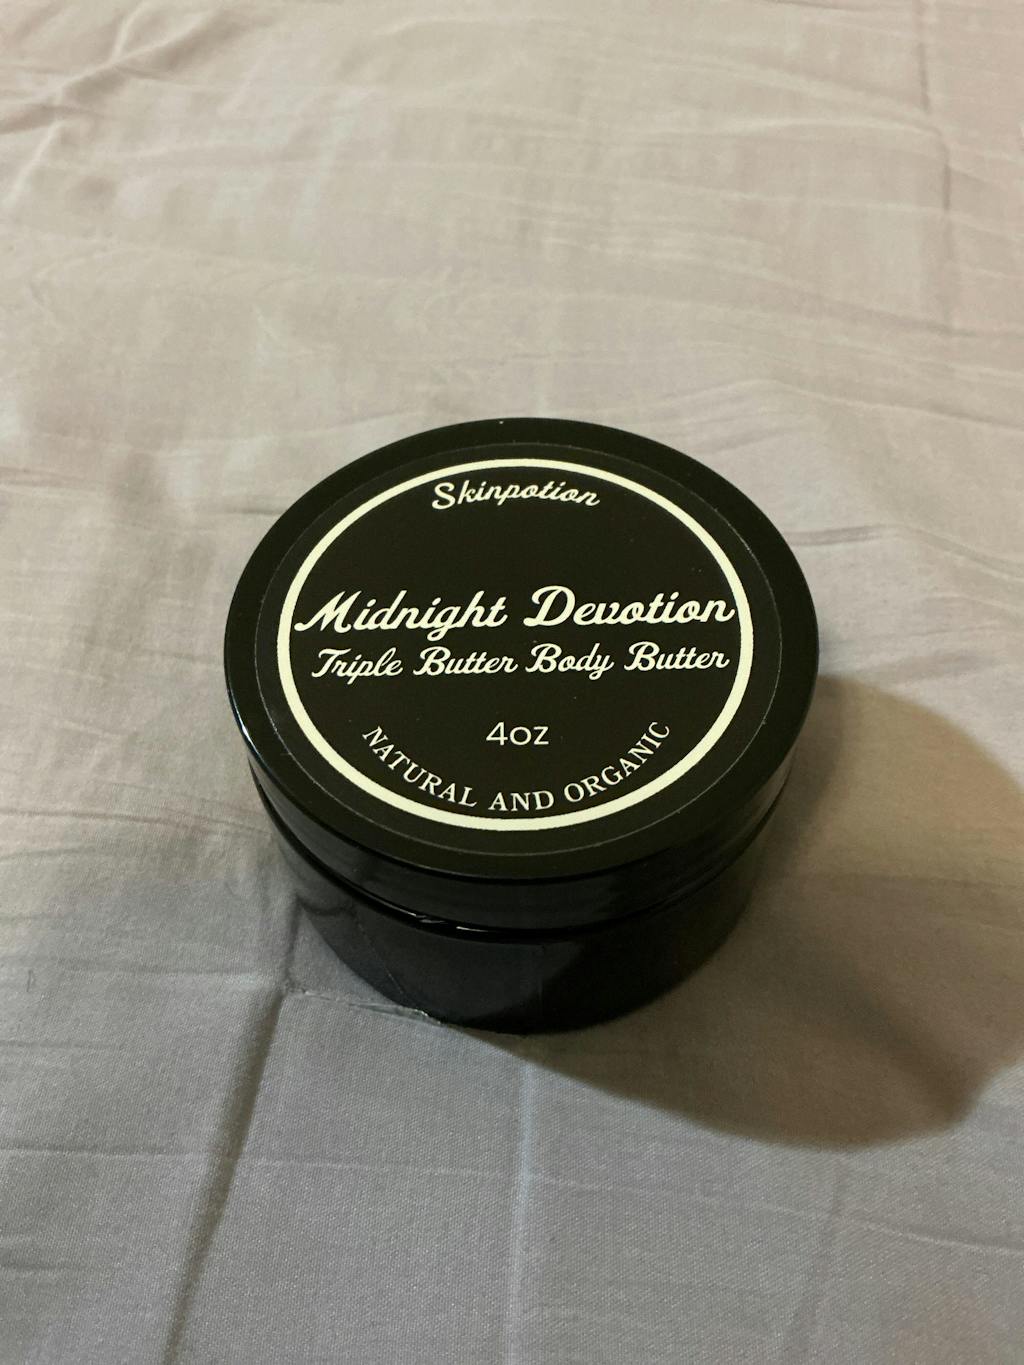 Skinpotion
Midnight Devotion
Triple Butter Body Butter
4oz
NATURAL AND ORGANIC